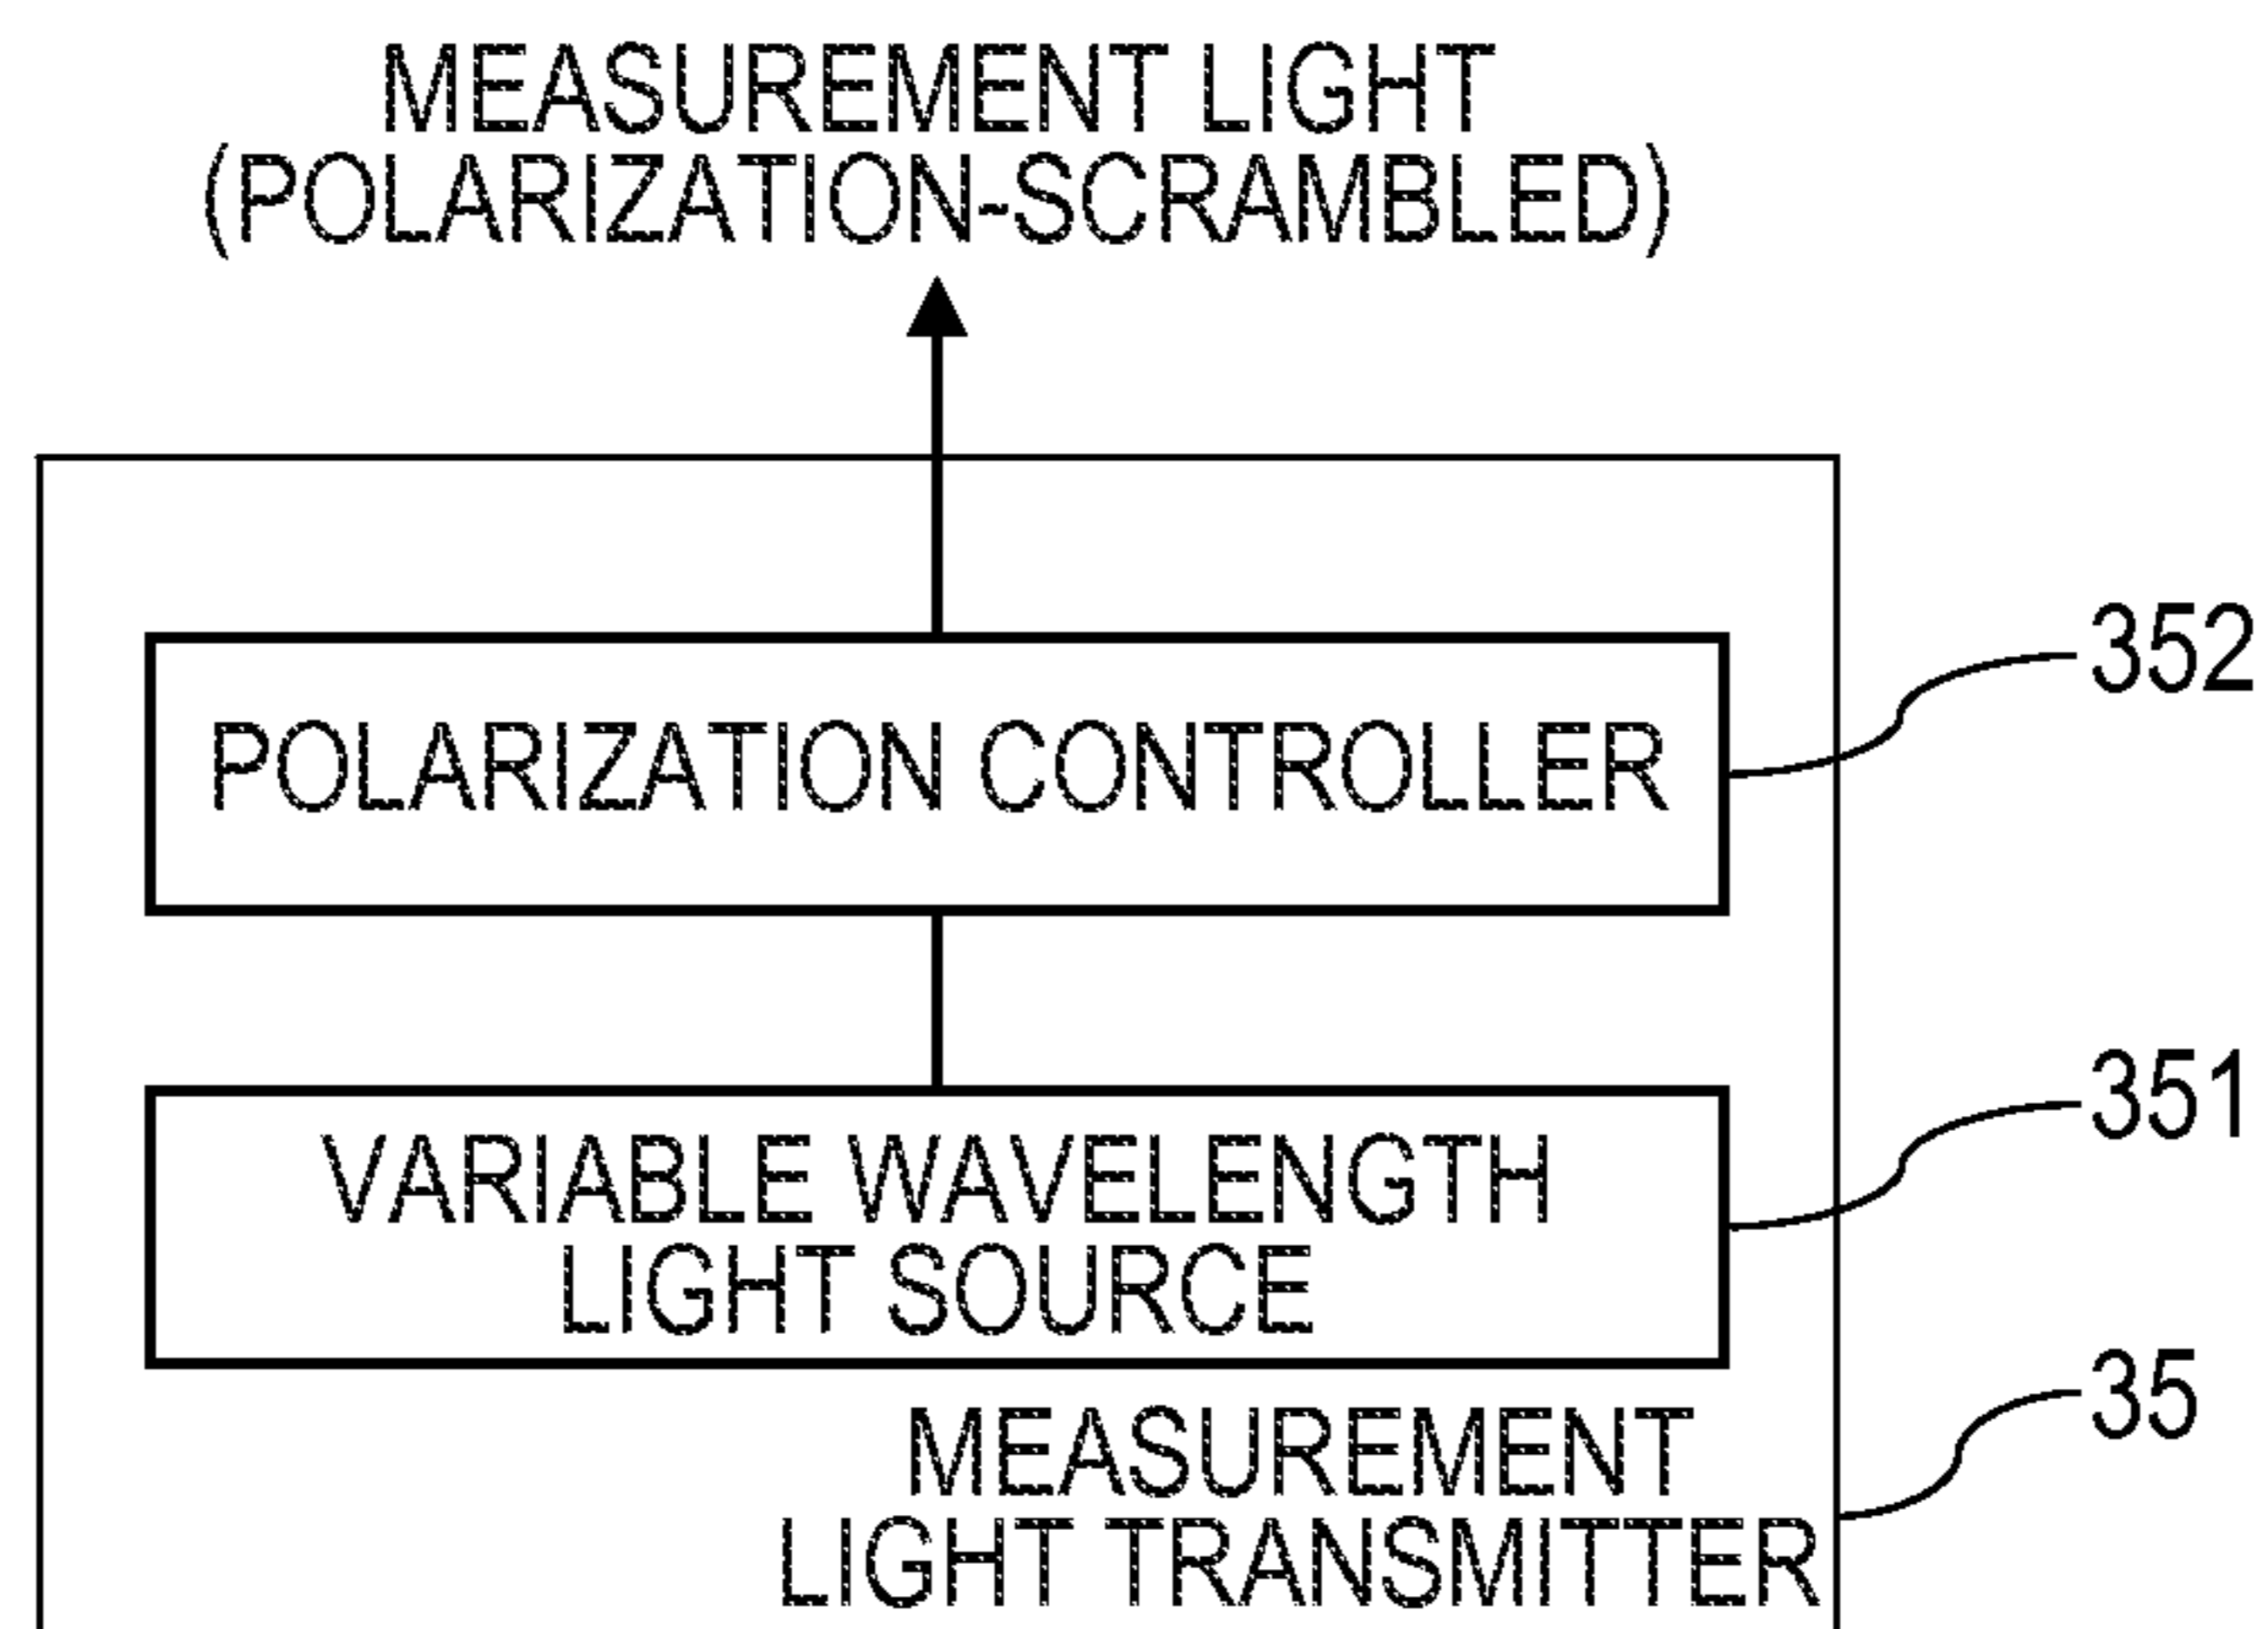 MEASUREMENT LIGHT
(POLARIZATION-SCRAMBLED)
352
POLARIZATION CONTROLLER
351
VARIABLE WAVELENGTH
LIGHT SOURCE
35
MEASUREMENT
LIGHT TRANSMITTER